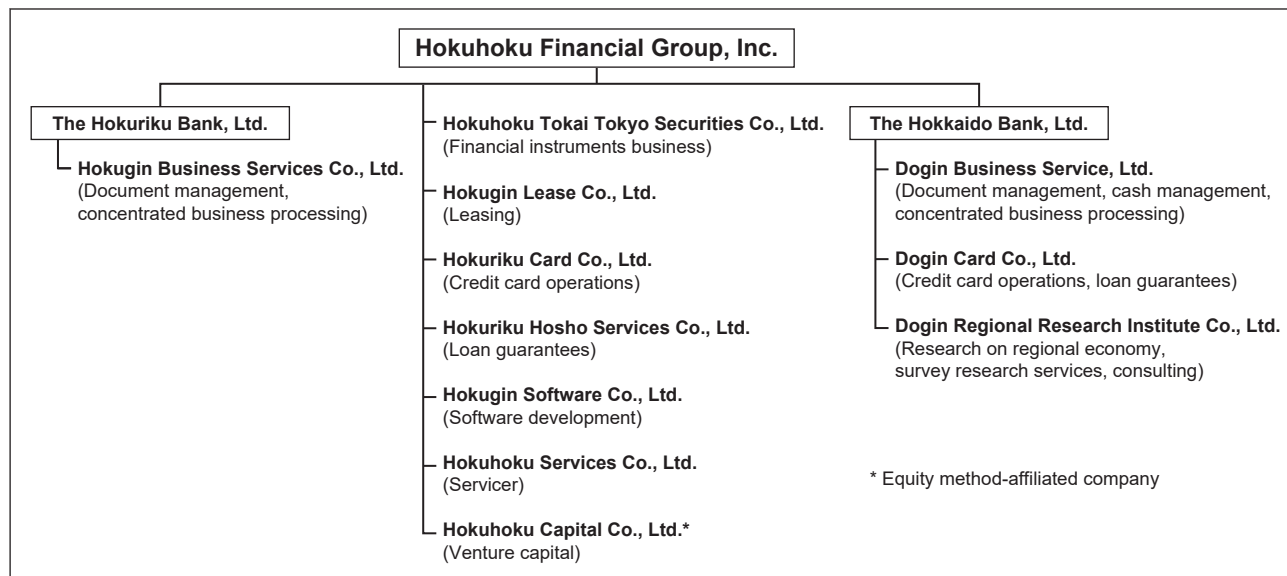 Hokuhoku Financial Group, Inc.
The Hokuriku Bank, Ltd.
Hokugin Business Services Co., Ltd.
(Document management,
concentrated business processing)
Hokuhoku Tokai Tokyo Securities Co., Ltd.
(Financial instruments business)
Hokugin Lease Co., Ltd.
(Leasing)
Hokuriku Card Co., Ltd.
(Credit card operations)
Hokuriku Hosho Services Co., Ltd.
(Loan guarantees)
Hokugin Software Co., Ltd.
(Software development)
Hokuhoku Services Co., Ltd.
(Servicer)
Hokuhoku Capital Co., Ltd.*
(Venture capital)
The Hokkaido Bank, Ltd.
Dogin Business Service, Ltd.
(Document management, cash management,
concentrated business processing)
Dogin Card Co., Ltd.
(Credit card operations, loan guarantees)
Dogin Regional Research Institute Co., Ltd.
(Research on regional economy,
survey research services, consulting)
* Equity method-affiliated company